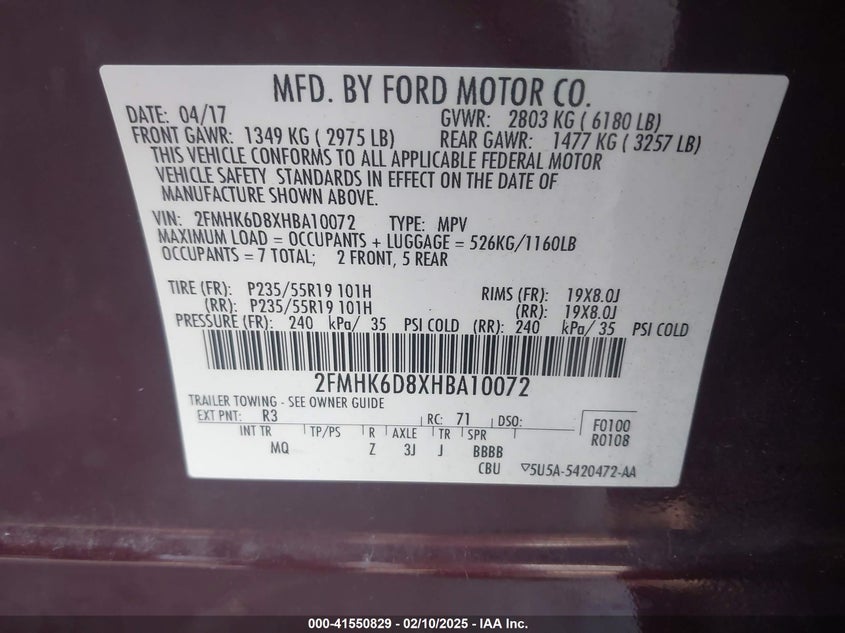 MFD. BY FORD MOTOR CO.
DATE: 04/17 GVWR: 2803 KG ( 6180 LB)
FRONT GAWR: 1349 KG ( 2975 LB) REAR GAWR: 1477 KG ( 3257 LB)
THIS VEHICLE CONFORMS TO ALL APPLICABLE FEDERAL MOTOR
VEHICLE SAFETY STANDARDS IN EFFECT ON THE DATE OF
MANUFACTURE SHOWN ABOVE.
VIN: 2FMHK6D8XHBA10072 TYPE: MPV
MAXIMUM LOAD = OCCUPANTS + LUGGAGE = 526KG/1160LB
OCCUPANTS = 7 TOTAL; 2 FRONT, 5 REAR
TIRE (FR): P235/55R19 101H RIMS (FR): 19X8.0J
(RR): P235/55R19 101H (RR): 19X8.0J
PRESSURE (FR): 240 kPa/ 35 PSI COLD (RR): 240 kPa/ 35 PSI COLD
2FMHK6D8XHBA10072
TRAILER TOWING - SEE OWNER GUIDE
EXT PNT: R3 RC: 71 DSO: F0100
INT TR TP/PS R AXLE TR SPR R0108
MQ Z 3J J BBBB
CBU ▽5U5A-5420472-AA
000-41550829 - 02/10/2025 - IAA Inc.